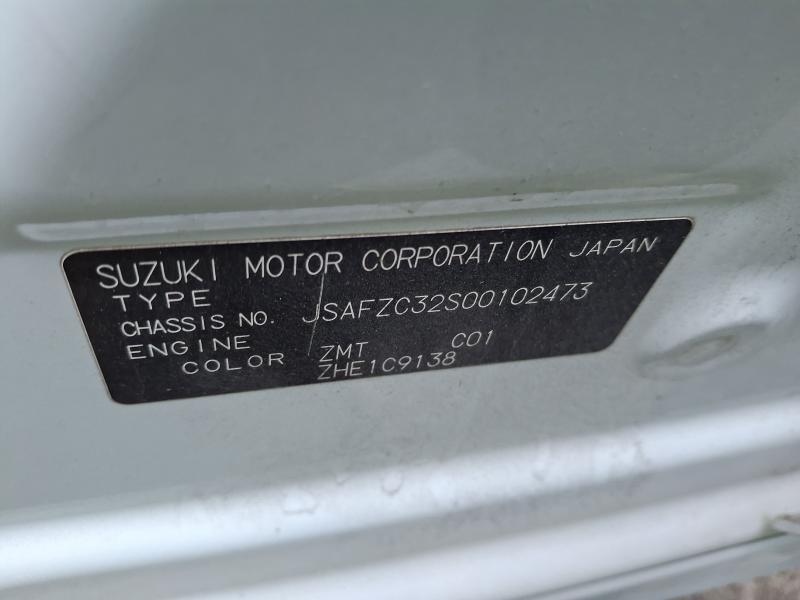 SUZUKI MOTOR CORPORATION JAPAN
TYPE
CHASSIS NO. JSAFZC32S00102473
ENGINE
COLOR ZMT C01
ZHE1C9138